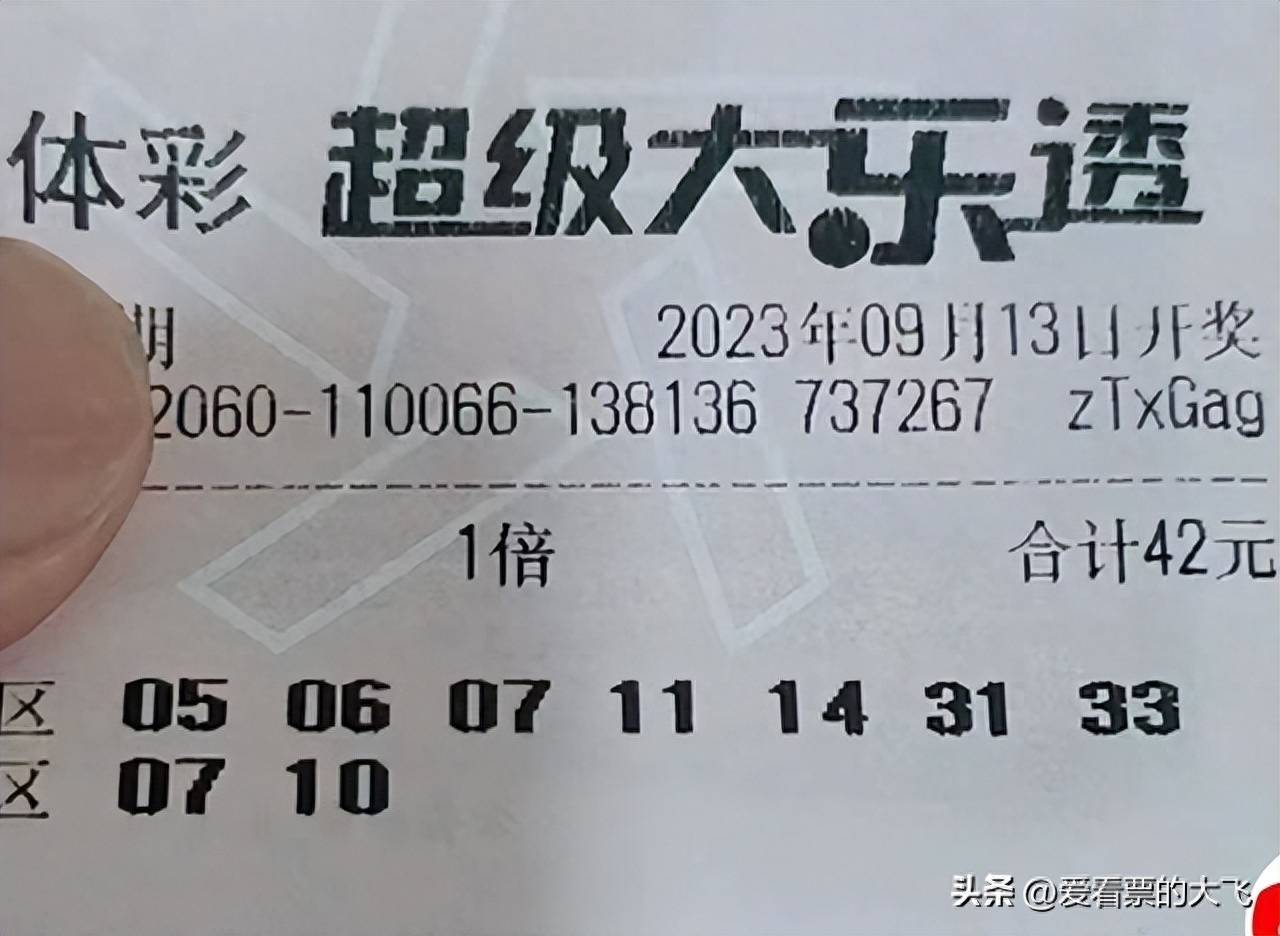 体彩 超级大乐透
期 2023年09月13日开奖
2060-110066-138136 737267 zTxGag
1倍 合计42元
区 05 06 07 11 14 31 33
区 07 10
头条 @爱看票的大飞